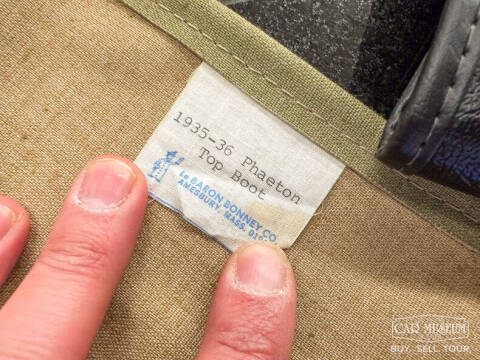 1935-36 Phaeton
Top Boot
LeBARON BONNEY CO.
AMESBURY, MASS.
CAR MUSEUM
BUY. SELL. TOUR.